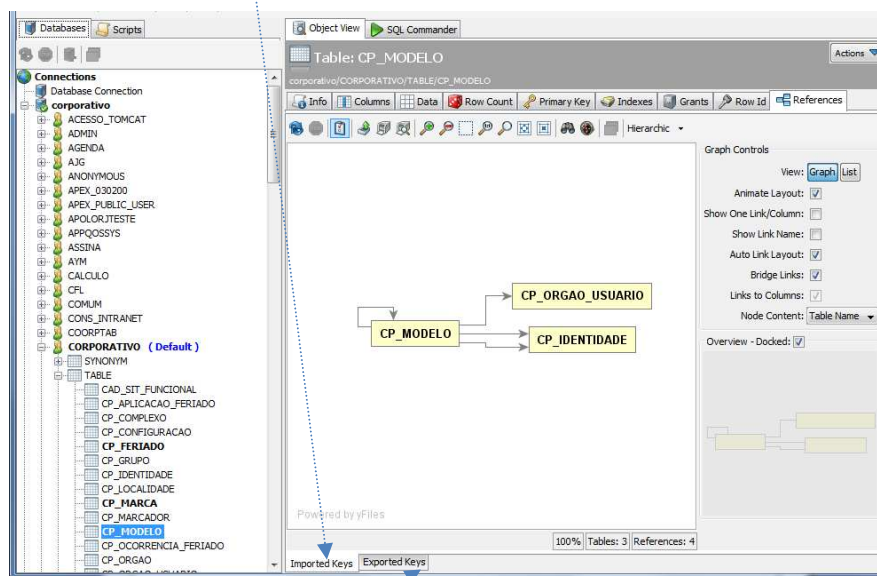 Databases Scripts
Connections
Database Connection
corporativo
ACESSO_TOMCAT
ADMIN
AGENDA
AJG
ANONYMOUS
APEX_030200
APEX_PUBLIC_USER
APOLORJTESTE
APPQOSSYS
ASSINA
AYM
CALCULO
CFL
COMUM
CONS_INTRANET
COORPTAB
CORPORATIVO (Default )
SYNONYM
TABLE
CAD_SIT_FUNCIONAL
CP_APLICACAO_FERIADO
CP_COMPLEXO
CP_CONFIGURACAO
CP_FERIADO
CP_GRUPO
CP_IDENTIDADE
CP_LOCALIDADE
CP_MARCA
CP_MARCADOR
CP_MODELO
CP_OCORRENCIA_FERIADO
CP_ORGAO
CP_ORGAO_USUARIO
Object View SQL Commander
Table: CP_MODELO Actions
corporativo/CORPORATIVO/TABLE/CP_MODELO
Info Columns Data Row Count Primary Key Indexes Grants Row Id References
Hierarchic
CP_ORGAO_USUARIO
CP_MODELO
CP_IDENTIDADE
Powered by yFiles
100% Tables: 3 References: 4
Imported Keys Exported Keys
Graph Controls
View: Graph List
Animate Layout:
Show One Link/Column:
Show Link Name:
Auto Link Layout:
Bridge Links:
Links to Columns:
Node Content: Table Name
Overview - Docked: